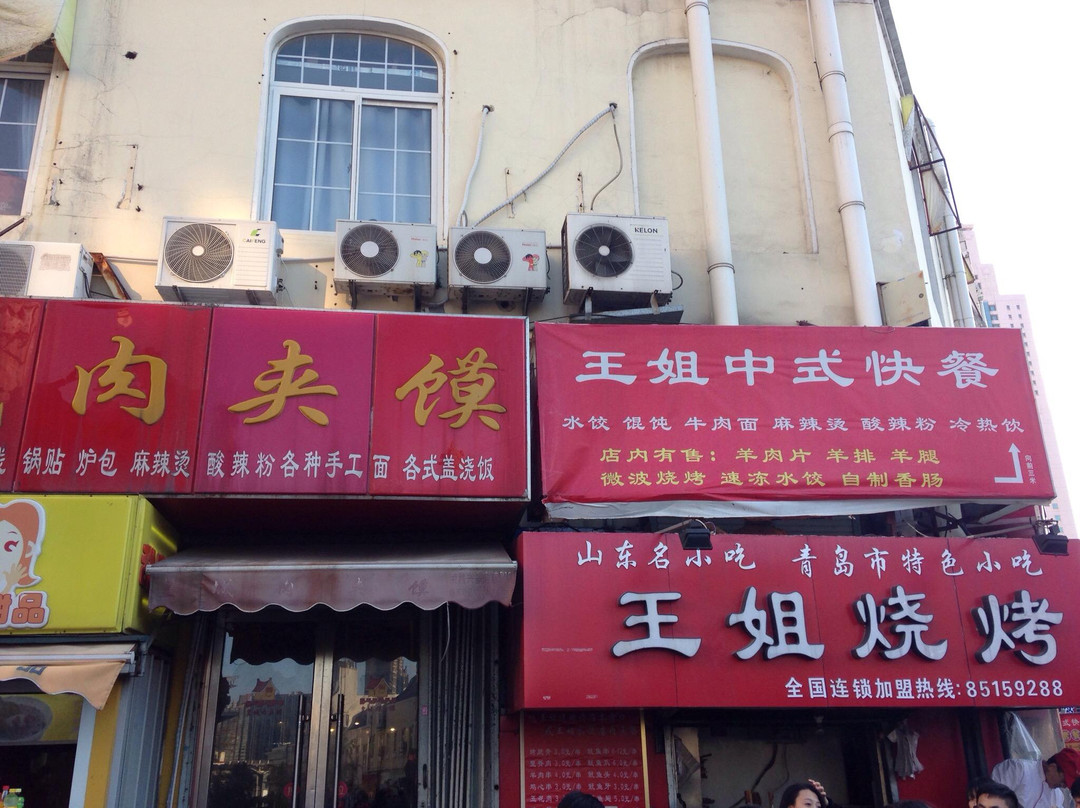 KELON
肉夹馍
锅贴 炉包 麻辣烫 酸辣粉各种手工面 各式盖浇饭
王姐中式快餐
水饺 馄饨 牛肉面 麻辣烫 酸辣粉 冷热饮
店内有售：羊肉片 羊排 羊腿
微波烧烤 速冻水饺 自制香肠
甜品
山东名小吃 青岛市特色小吃
王姐烧烤
全国连锁加盟热线:85159288